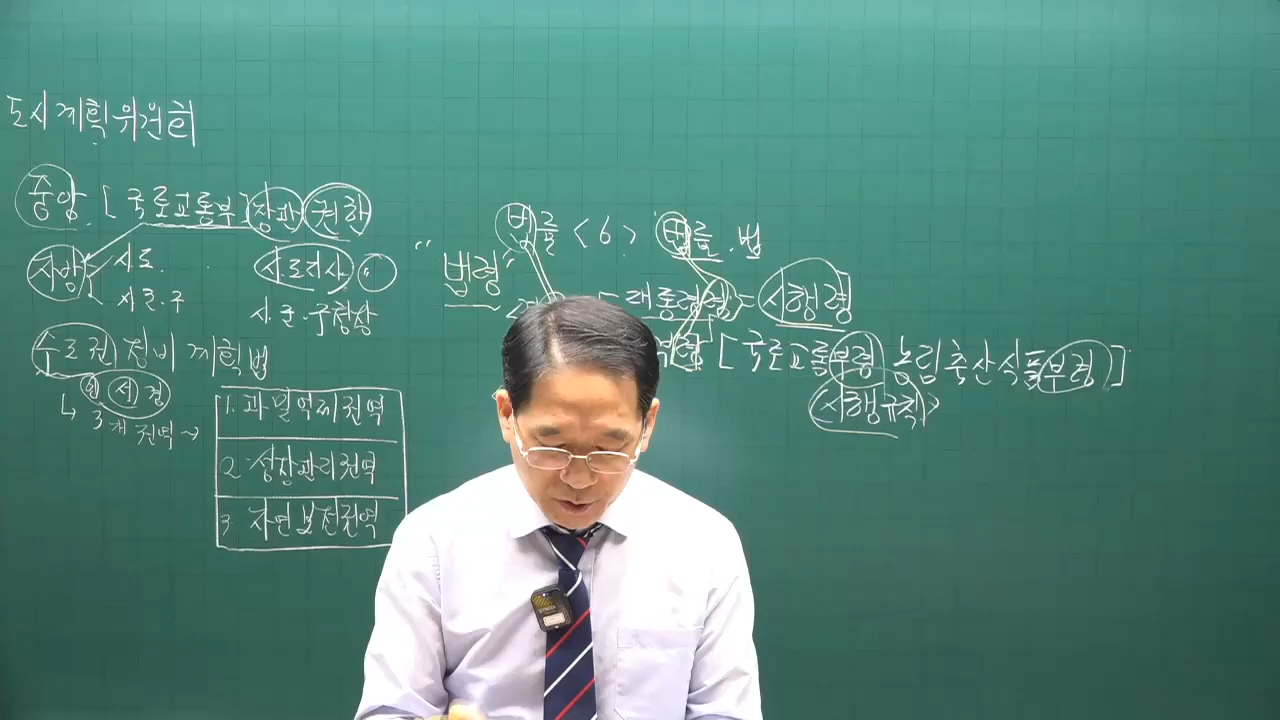 도시계획위원회
중앙. [국토교통부]장관 권한
지방 시·도. 시·도지사 "
시·군·구 시·군·구청장
수도권 정비계획법
인 서 경
3개 권역→
1. 과밀억제권역
2. 성장관리권역
3. 자연보전권역
법률 <6> 법률. 법
"법령"
= 대통령령 = 시행령
부령 [국토교통부령 농림축산식품부령]
시행규칙>